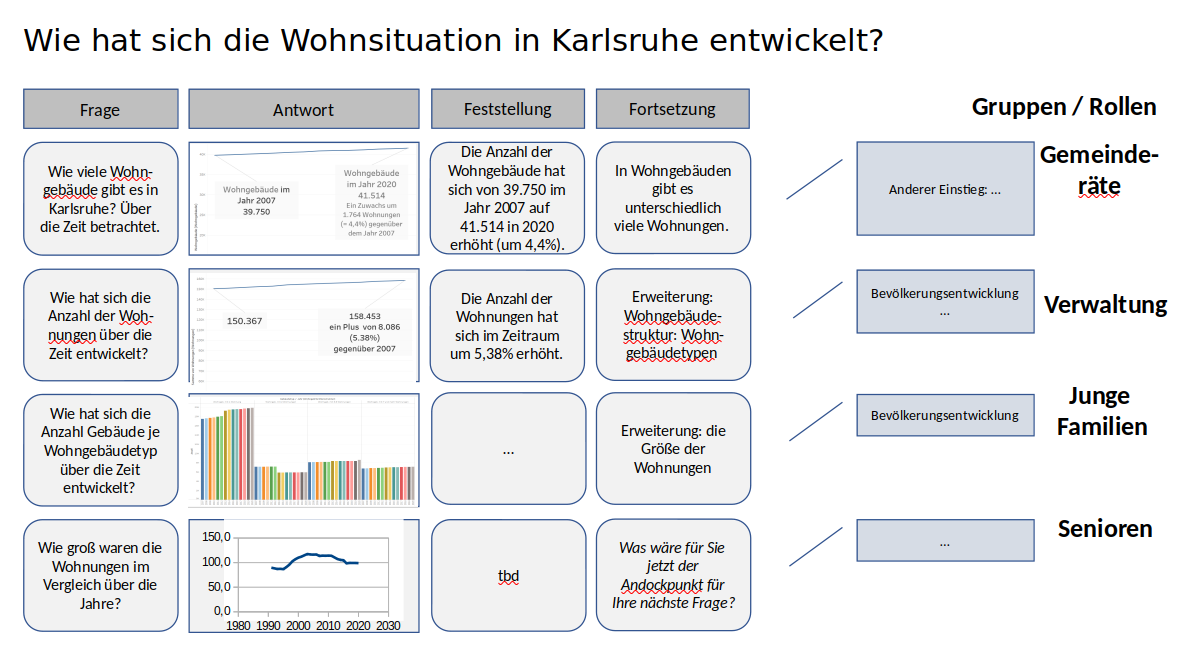 Wie hat sich die Wohnsituation in Karlsruhe entwickelt?
Frage
Antwort
Feststellung
Fortsetzung
Gruppen / Rollen
Wie viele Wohn-
gebäude gibt es in
Karlsruhe? Über
die Zeit betrachtet.
Wohngebäude im
Jahr 2007
39.750
Wohngebäude
im Jahr 2020
41.514
Ein Zuwachs um
1.764 Wohnungen
(= 4,4%) gegenüber
dem Jahr 2007
Die Anzahl der
Wohngebäude hat
sich von 39.750 im
Jahr 2007 auf
41.514 in 2020
erhöht (um 4,4%).
In Wohngebäuden
gibt es
unterschiedlich
viele Wohnungen.
Anderer Einstieg: ...
Gemeinde-
räte
Wie hat sich die
Anzahl der Woh-
nungen über die
Zeit entwickelt?
150.367
158.453
ein Plus von 8.086
(5.38%)
gegenüber 2007
Die Anzahl der
Wohnungen hat
sich im Zeitraum
um 5,38% erhöht.
Erweiterung:
Wohngebäude-
struktur: Wohn-
gebäudetypen
Bevölkerungsentwicklung
...
Verwaltung
Wie hat sich die
Anzahl Gebäude je
Wohngebäudetyp
über die Zeit
entwickelt?
...
Erweiterung: die
Größe der
Wohnungen
Bevölkerungsentwicklung
Junge
Familien
Wie groß waren die
Wohnungen im
Vergleich über die
Jahre?
150,0
100,0
50,0
0,0
1980 1990 2000 2010 2020 2030
tbd
Was wäre für Sie
jetzt der
Andockpunkt für
Ihre nächste Frage?
...
Senioren